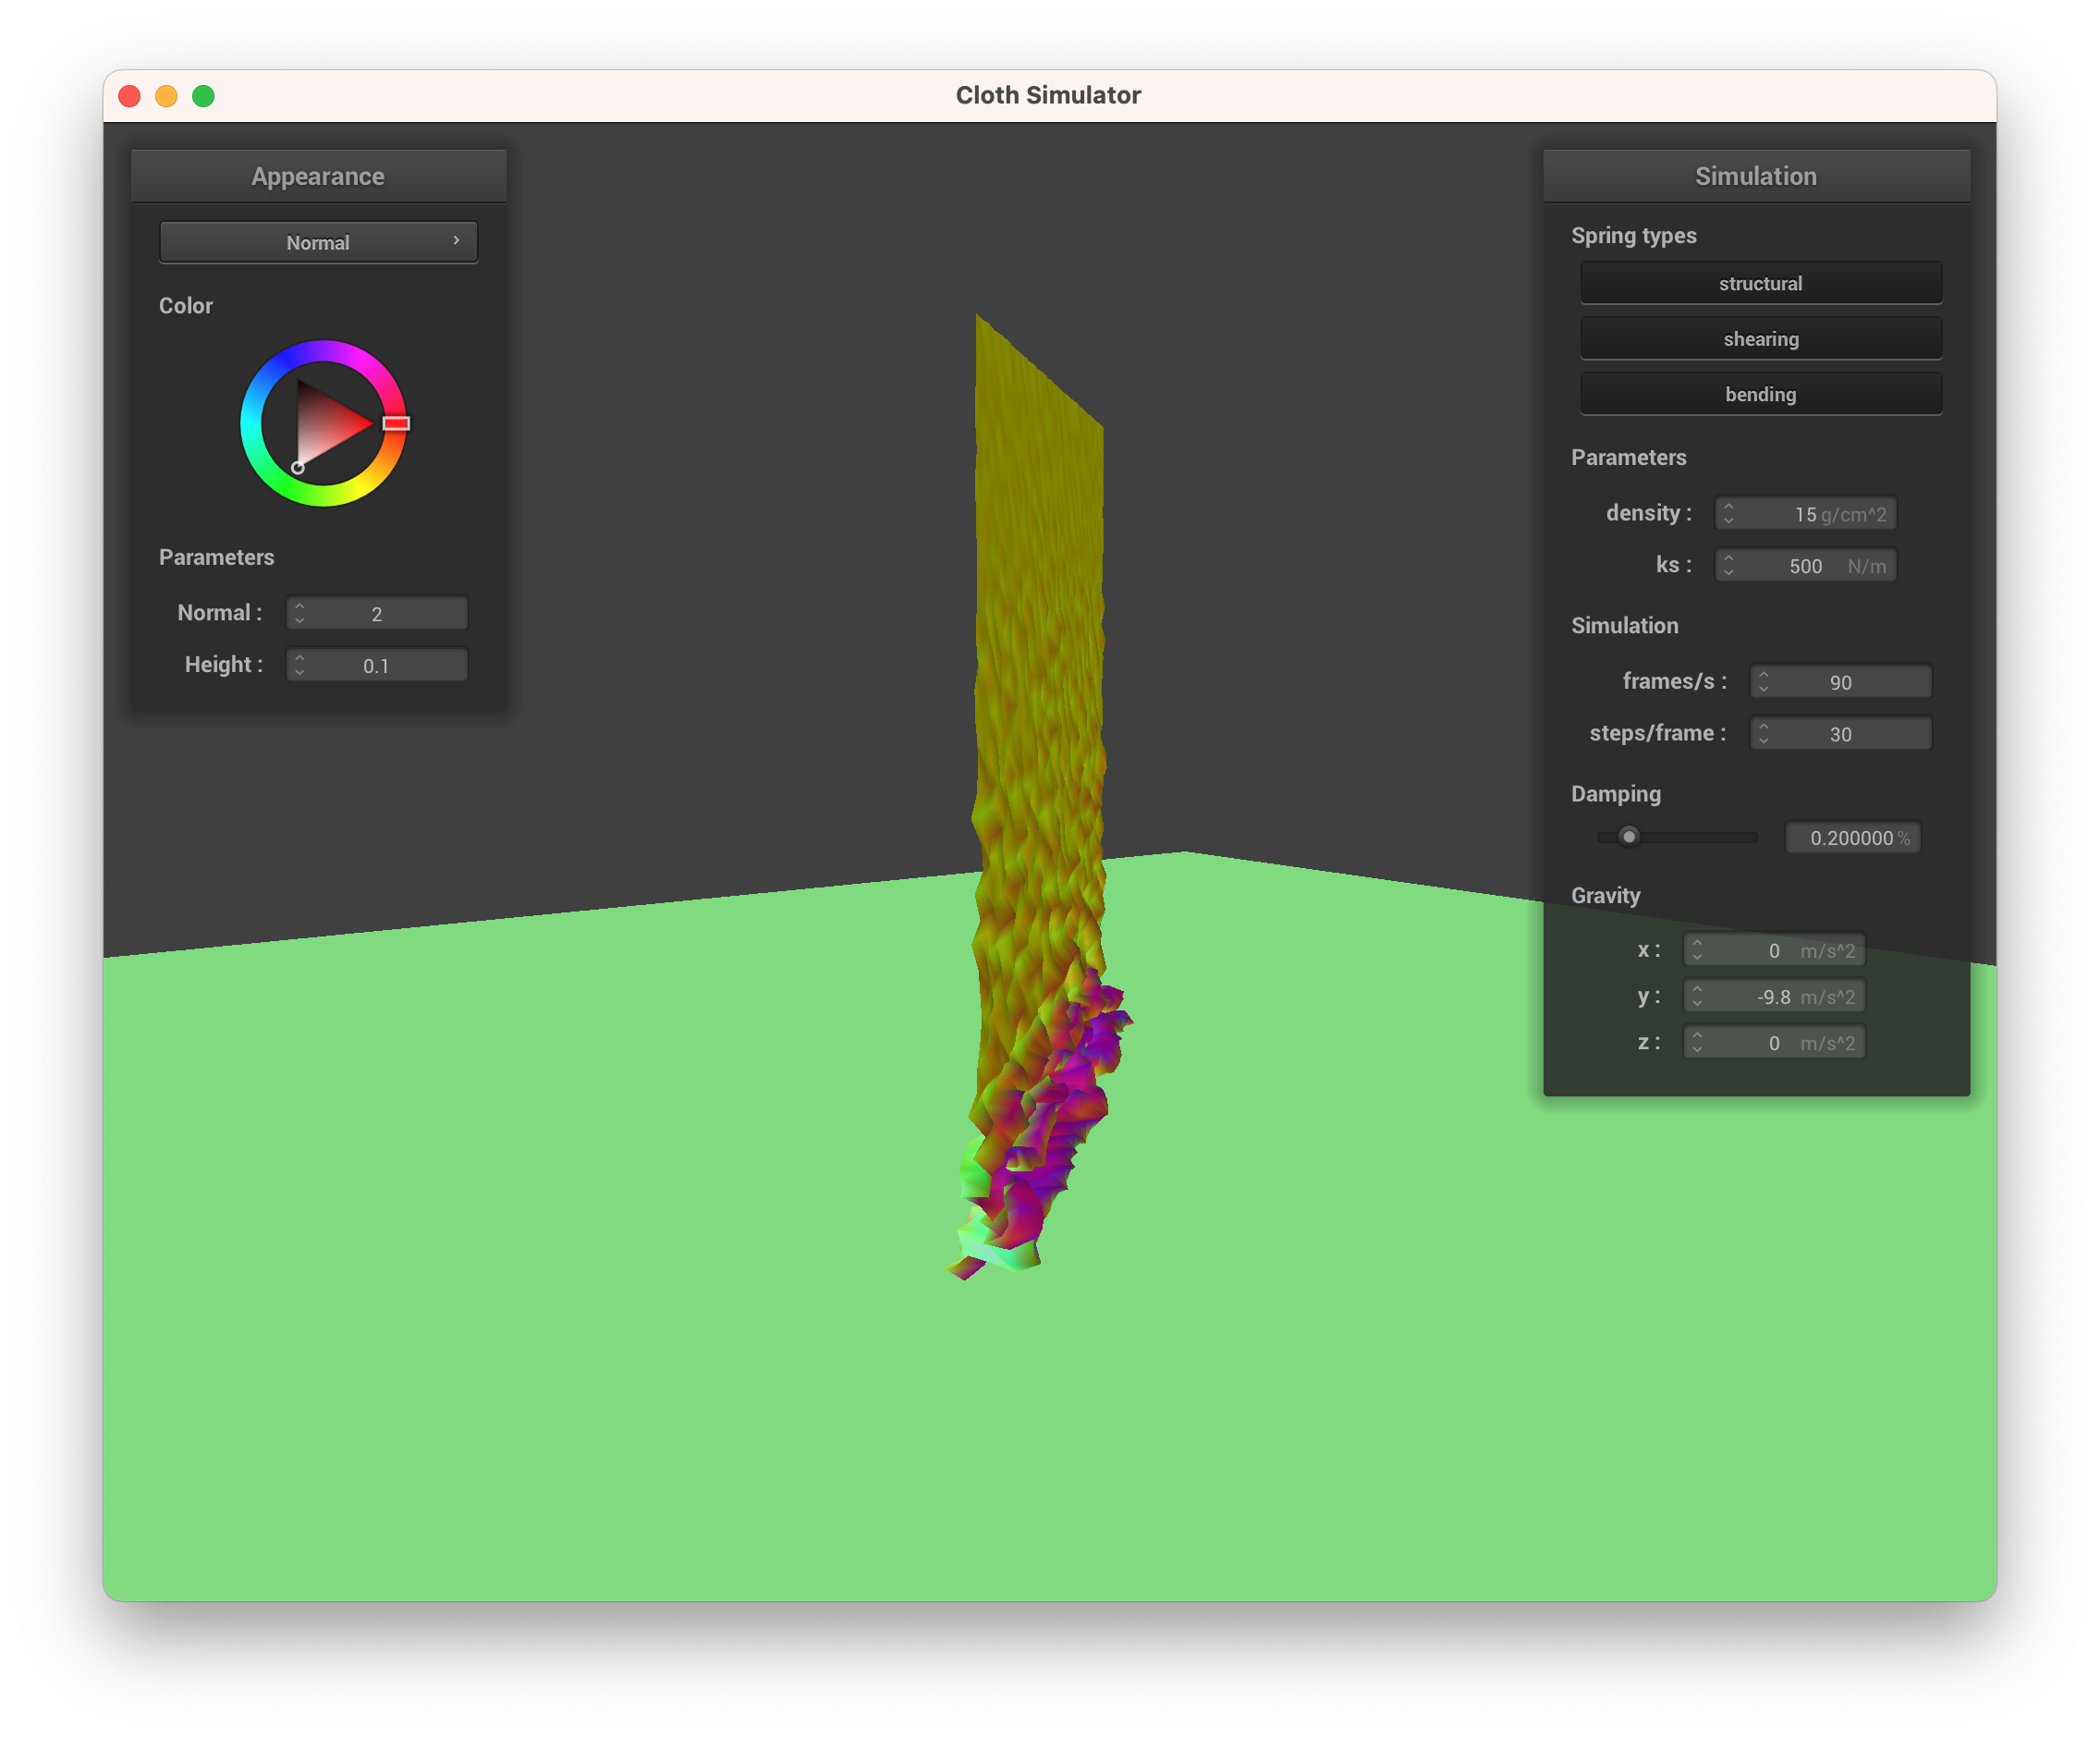 Cloth Simulator
Appearance
Normal
Color
Parameters
Normal : 2
Height : 0.1
Simulation
Spring types
structural
shearing
bending
Parameters
density : 15 g/cm^2
ks : 500 N/m
Simulation
frames/s : 90
steps/frame : 30
Damping
0.200000 %
Gravity
x : 0 m/s^2
y : -9.8 m/s^2
z : 0 m/s^2